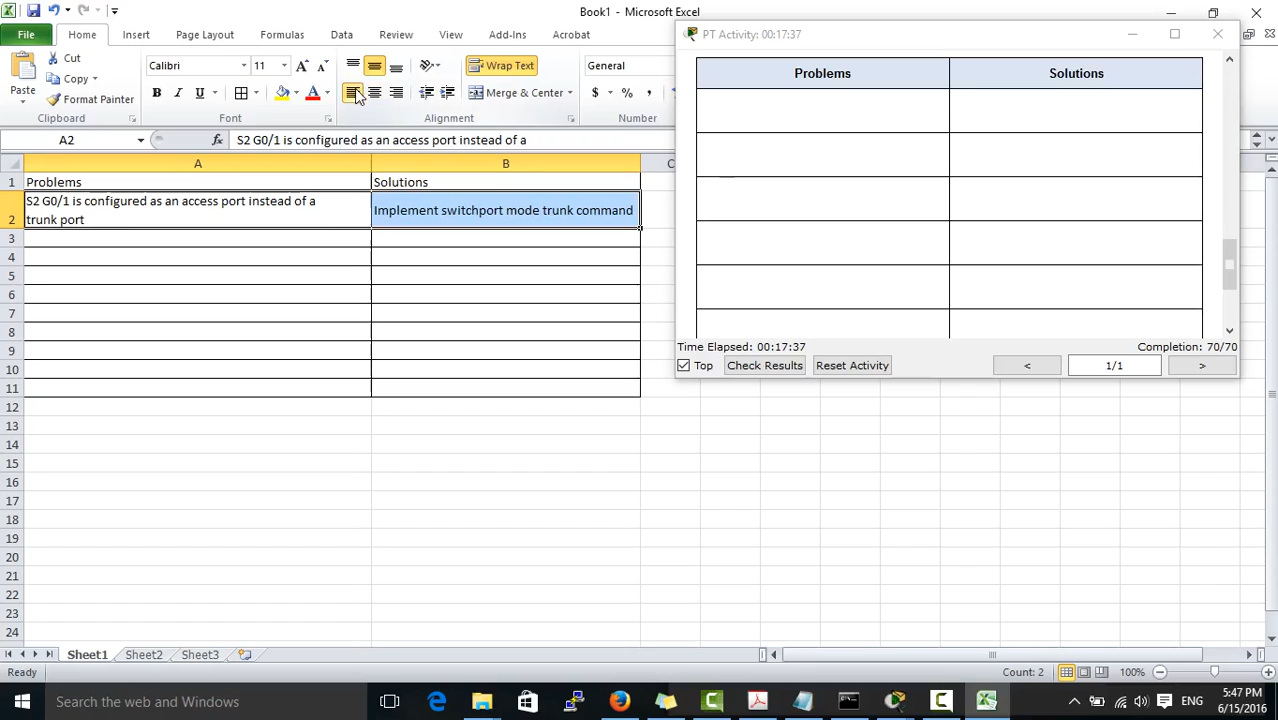 Book1 - Microsoft Excel
File Home Insert Page Layout Formulas Data Review View Add-Ins Acrobat
Paste
Cut
Copy
Format Painter
Clipboard
Calibri 11
B I U
Font
Wrap Text
Merge & Center
Alignment
General
$ % ,
Number
A2 fx S2 G0/1 is configured as an access port instead of a
A B C
1 Problems Solutions
2 S2 G0/1 is configured as an access port instead of a
trunk port
Implement switchport mode trunk command
3
4
5
6
7
8
9
10
11
12
13
14
15
16
17
18
19
20
21
22
23
24
PT Activity: 00:17:37
Problems Solutions
Time Elapsed: 00:17:37 Completion: 70/70
Top Check Results Reset Activity < 1/1 >
Sheet1 Sheet2 Sheet3
Ready Count: 2 100%
Search the web and Windows
ENG
5:47 PM
6/15/2016